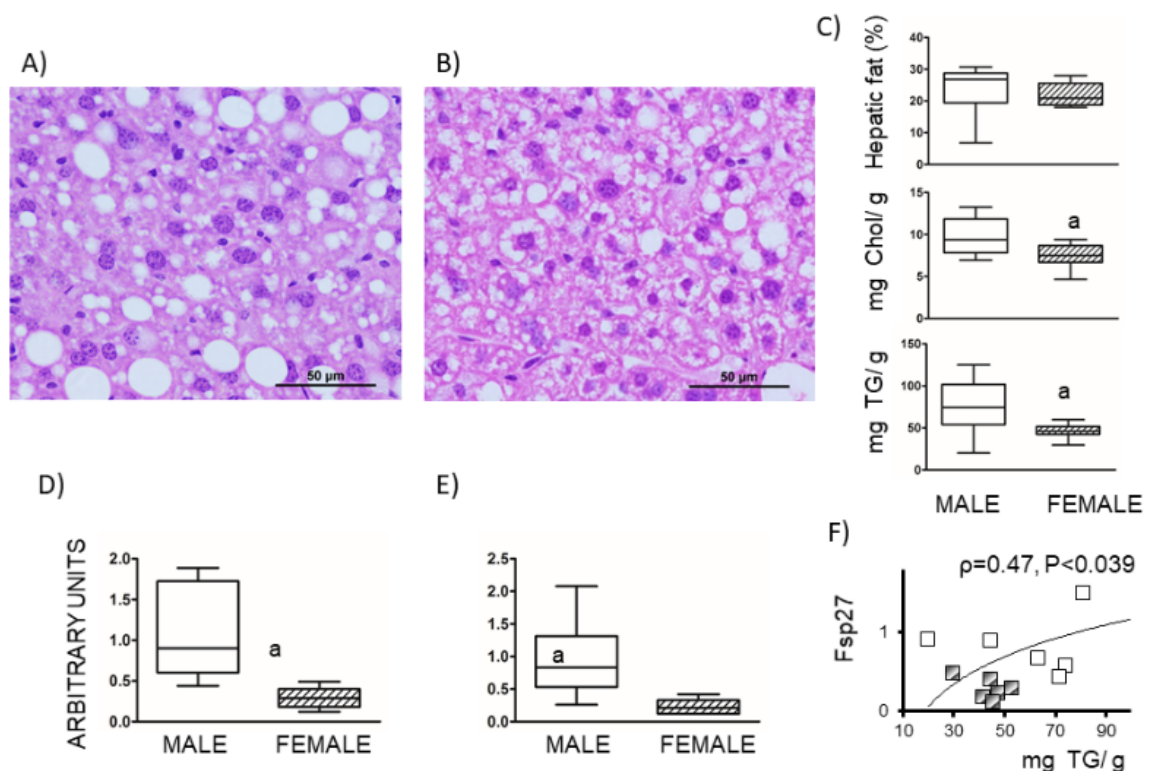 A)
B)
C)
50 µm
50 µm
Hepatic fat (%)
40
30
20
10
0
mg Chol/ g
15
10
5
0
a
mg TG/ g
150
100
50
0
a
MALE FEMALE
D)
ARBITRARY UNITS
2.0
1.5
1.0
0.5
0.0
a
MALE FEMALE
E)
2.5
2.0
1.5
1.0
0.5
0.0
a
MALE FEMALE
F)
ρ=0.47, P<0.039
Fsp27
1
0
10 30 50 70 90
mg TG/ g